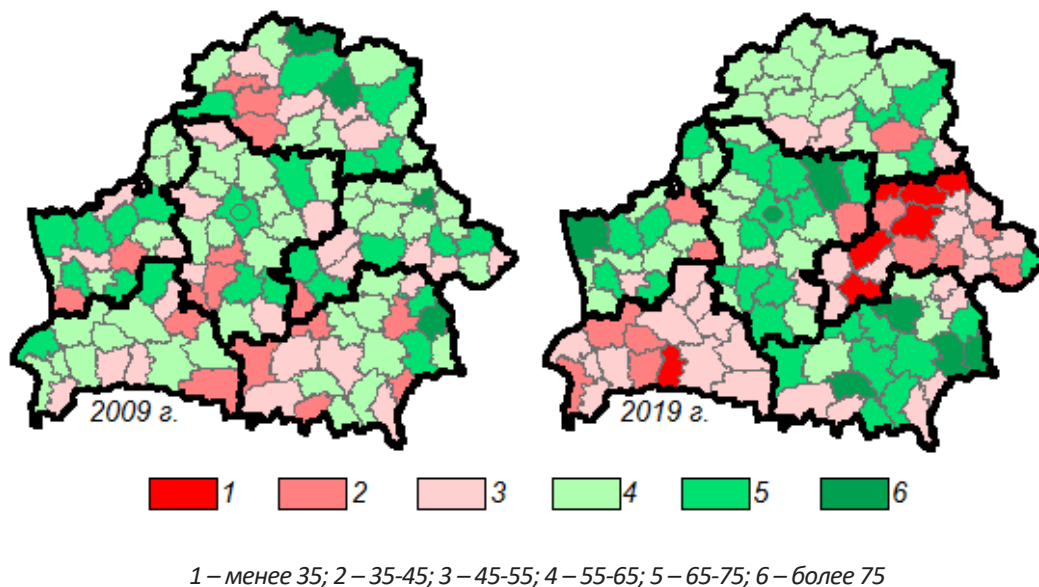 2009 г. 2019 г.
1 2 3 4 5 6
1 – менее 35; 2 – 35-45; 3 – 45-55; 4 – 55-65; 5 – 65-75; 6 – более 75